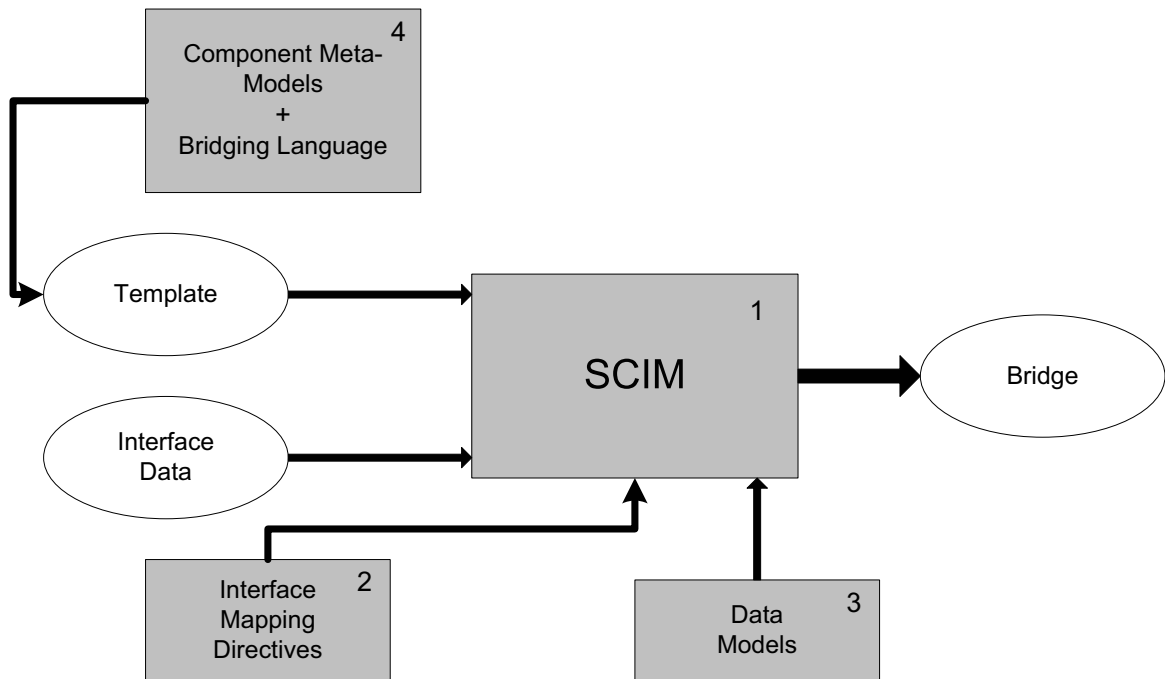 4
Component Meta-
Models
+
Bridging Language
Template
1
SCIM
Bridge
Interface
Data
2
Interface
Mapping
Directives
3
Data
Models